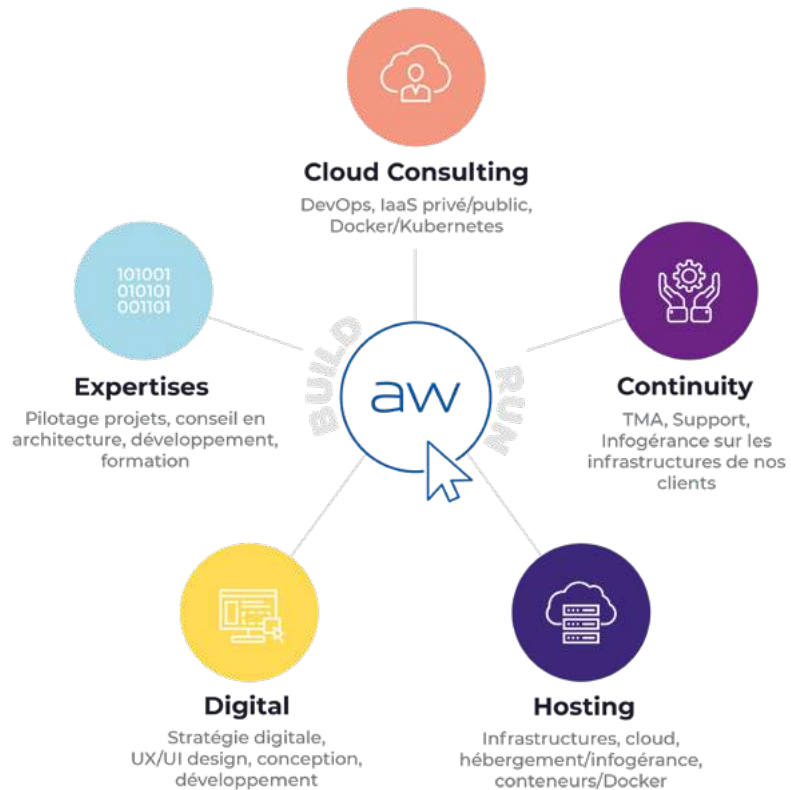 Cloud Consulting
DevOps, IaaS privé/public,
Docker/Kubernetes
101001
010101
001101
Expertises
Pilotage projets, conseil en
architecture, développement,
formation
BUILD
aw
RUN
Continuity
TMA, Support,
Infogérance sur les
infrastructures de nos
clients
Digital
Stratégie digitale,
UX/UI design, conception,
développement
Hosting
Infrastructures, cloud,
hébergement/infogérance,
conteneurs/Docker